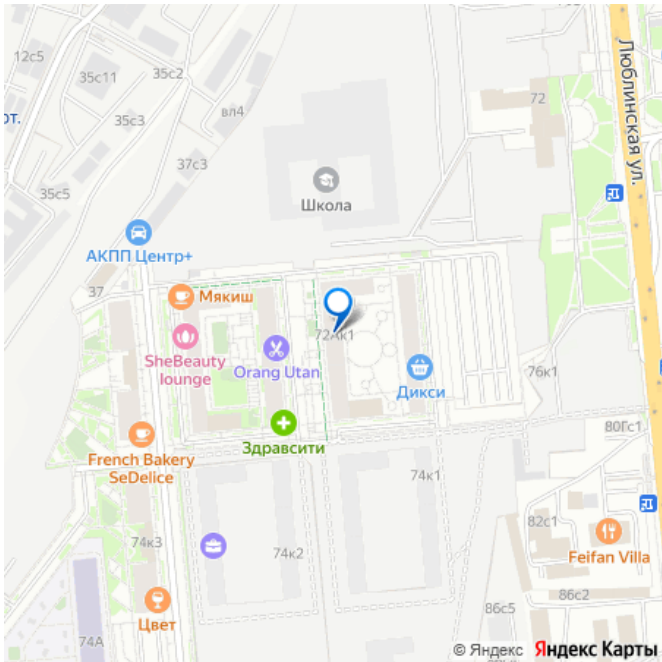 12с5
35с11
35с2
35с3
вл4
37с3
35с5
от.
72
Люблинская ул.
Школа
АКПП Центр+
37
Мякиш
72Ак1
SheBeauty
lounge
Orang Utan
Дикси
76к1
80Гс1
Здравсити
French Bakery
SeDelice
74к1
74к3
74к2
82с1
Feifan Villa
86с2
86с5
Цвет
74А
© Яндекс Яндекс Карты